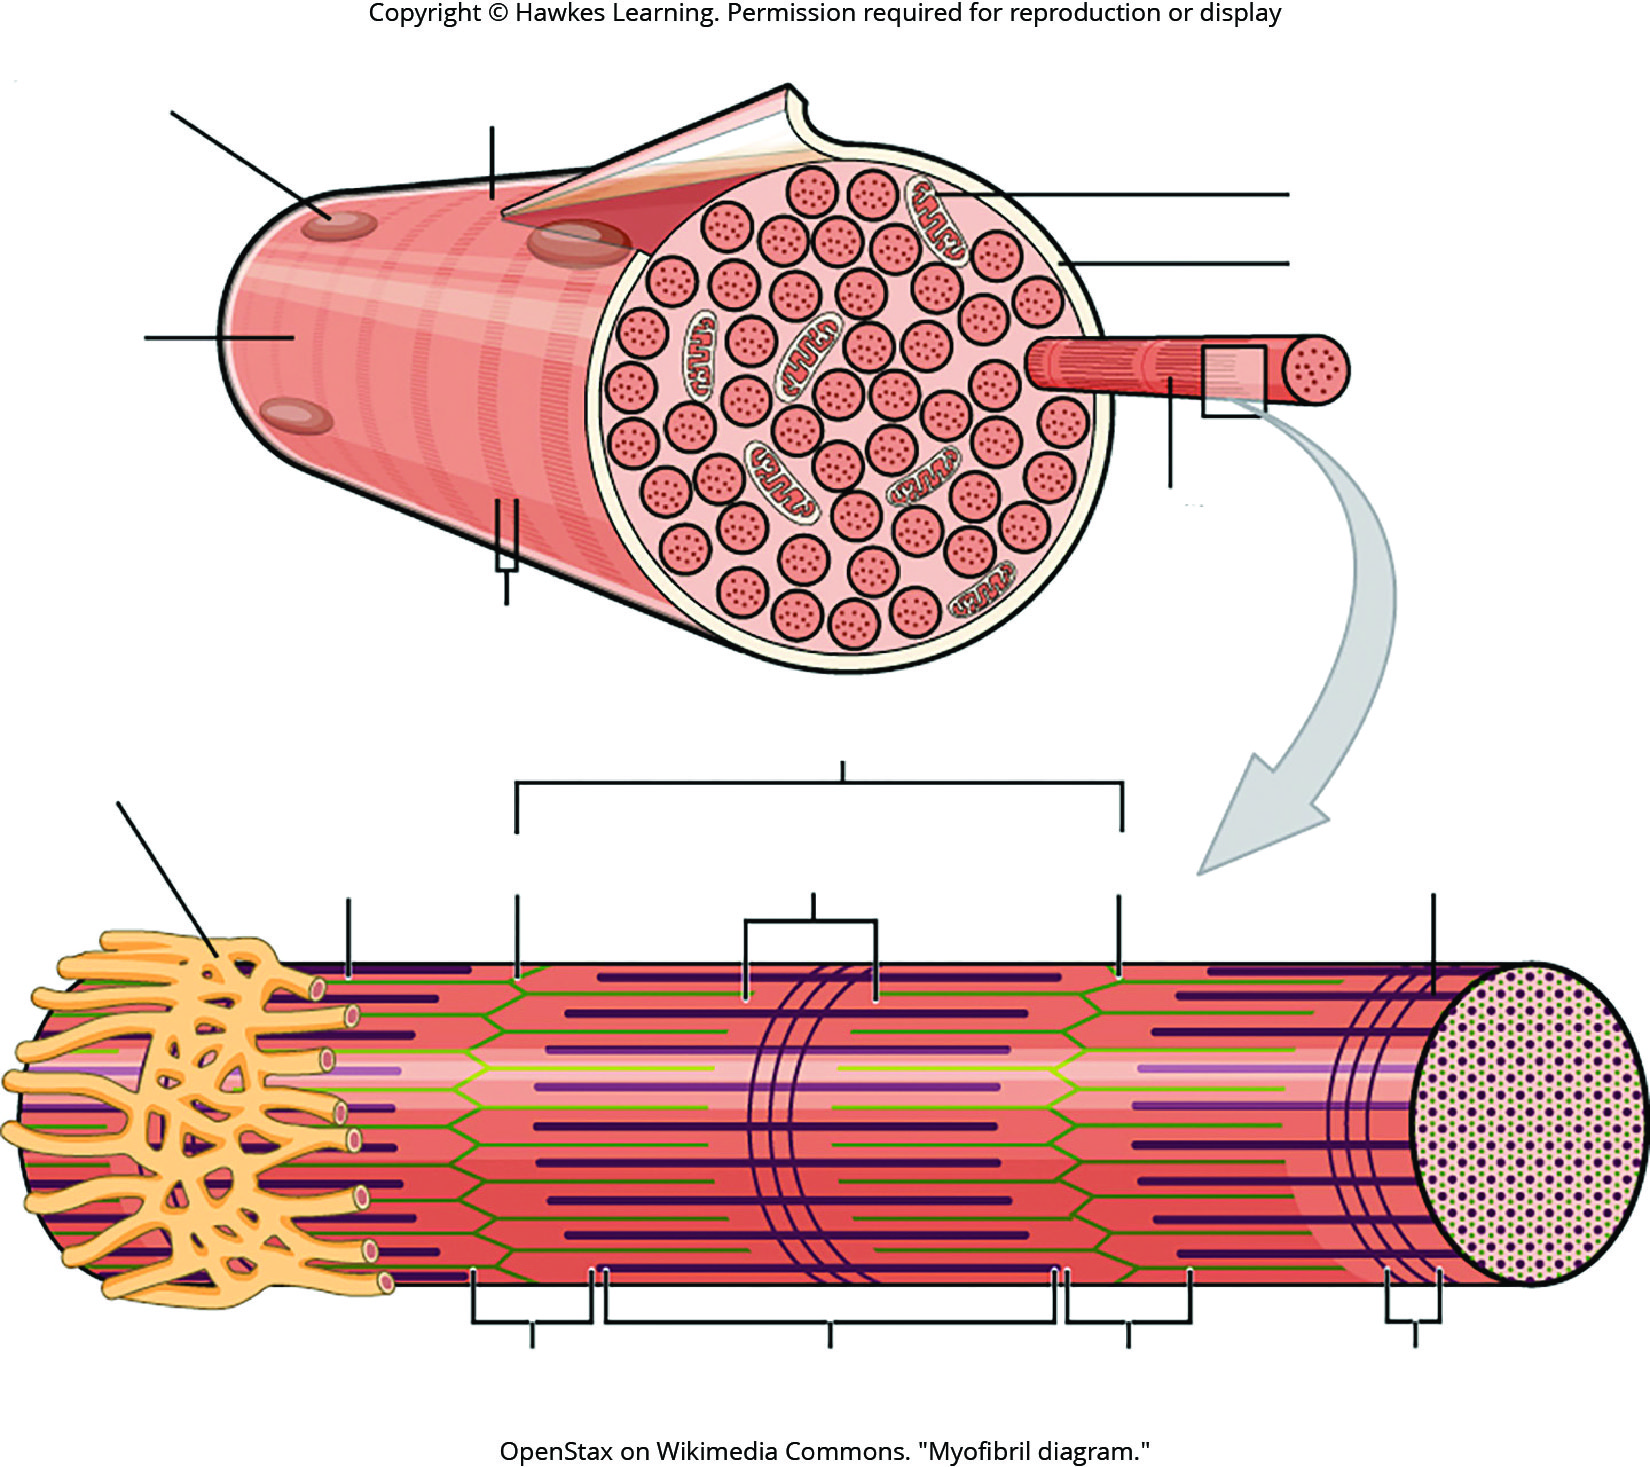 Copyright © Hawkes Learning. Permission required for reproduction or display
OpenStax on Wikimedia Commons. "Myofibril diagram."